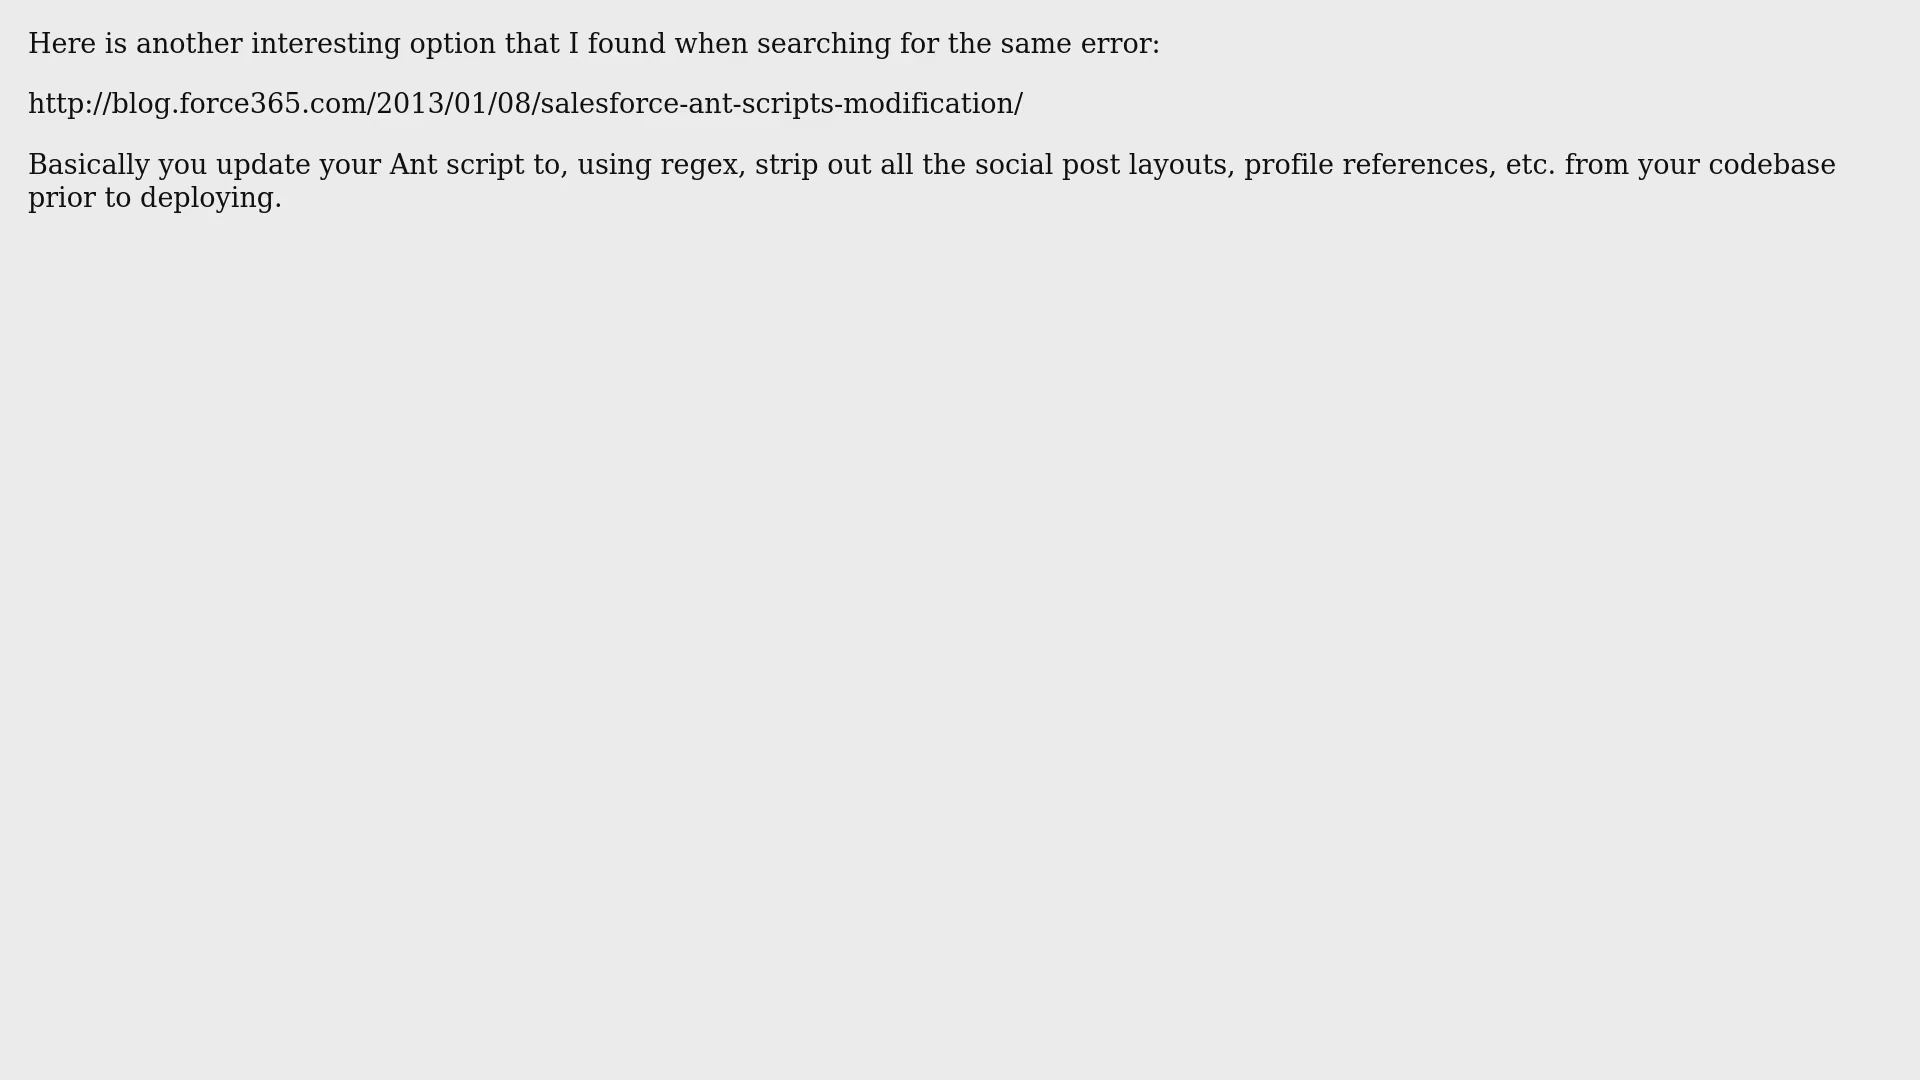 Here is another interesting option that I found when searching for the same error:
http://blog.force365.com/2013/01/08/salesforce-ant-scripts-modification/
Basically you update your Ant script to, using regex, strip out all the social post layouts, profile references, etc. from your codebase
prior to deploying.